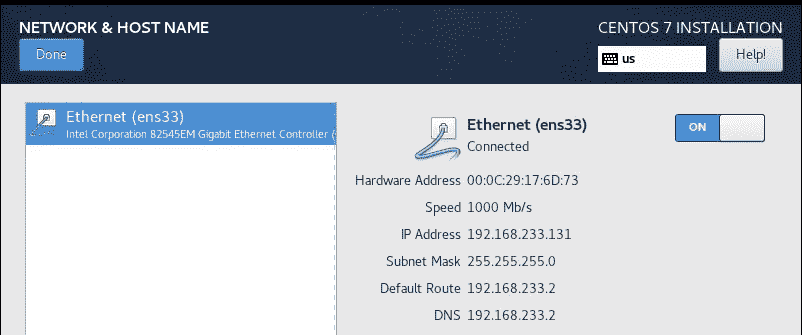 NETWORK & HOST NAME
CENTOS 7 INSTALLATION
Done
us
Help!
Ethernet (ens33)
Intel Corporation 82545EM Gigabit Ethernet Controller (
Ethernet (ens33)
Connected
ON
Hardware Address 00:0C:29:17:6D:73
Speed 1000 Mb/s
IP Address 192.168.233.131
Subnet Mask 255.255.255.0
Default Route 192.168.233.2
DNS 192.168.233.2